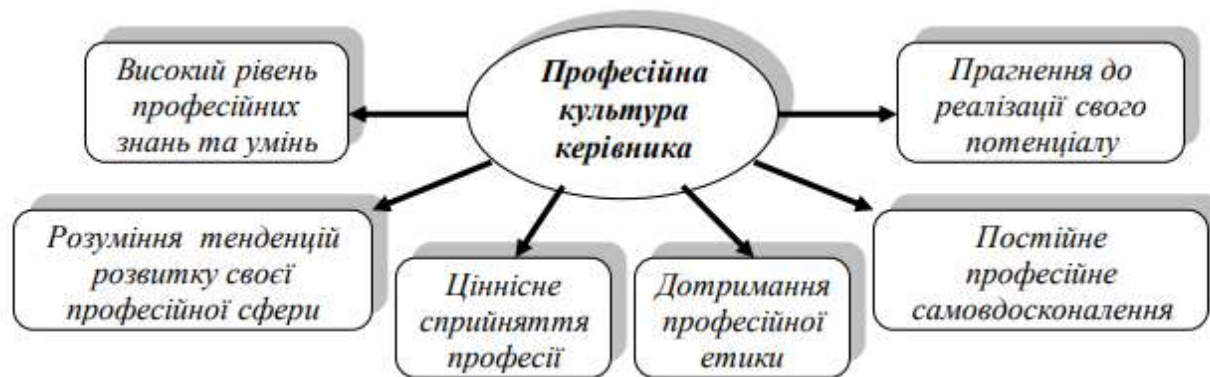 Професійна
культура
керівника
Високий рівень
професійних
знань та умінь
Прагнення до
реалізації свого
потенціалу
Розуміння тенденцій
розвитку своєї
професійної сфери
Ціннісне
сприйняття
професії
Дотримання
професійної
етики
Постійне
професійне
самовдосконалення